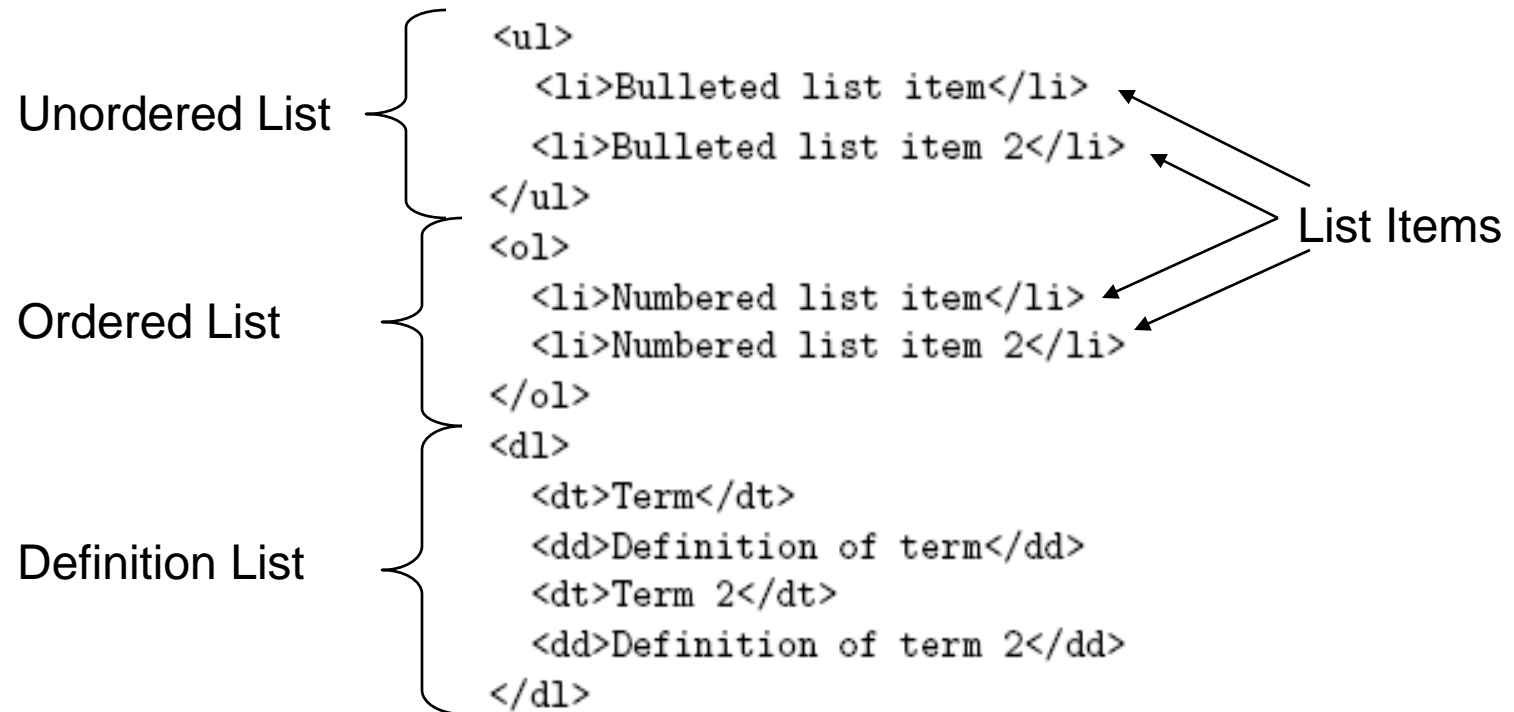 Unordered List
<ul>
<li>Bulleted list item</li>
<li>Bulleted list item 2</li>
</ul>
List Items
Ordered List
<ol>
<li>Numbered list item</li>
<li>Numbered list item 2</li>
</ol>
Definition List
<dl>
<dt>Term</dt>
<dd>Definition of term</dd>
<dt>Term 2</dt>
<dd>Definition of term 2</dd>
</dl>